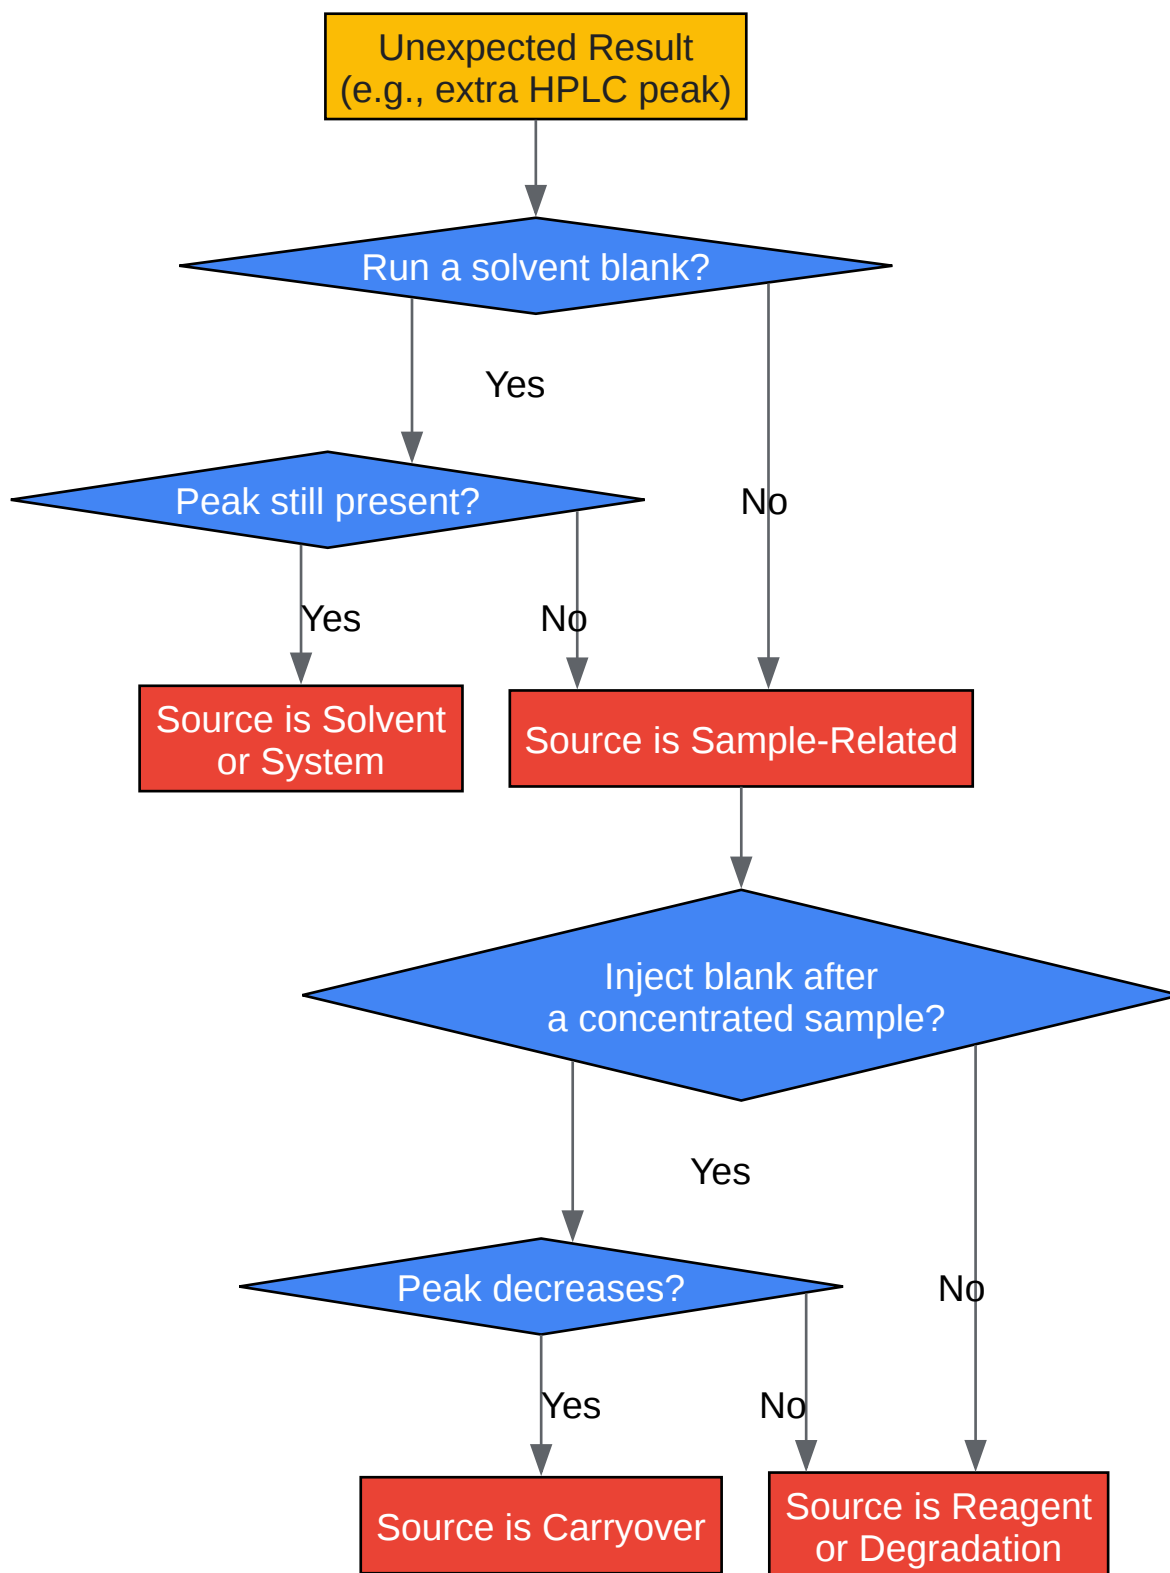 Unexpected Result
(e.g., extra HPLC peak)
Run a solvent blank?
Yes
Peak still present?
No
Yes
No
Source is Solvent
or System
Source is Sample-Related
Inject blank after
a concentrated sample?
Yes
Peak decreases?
No
Yes
No
Source is Carryover
Source is Reagent
or Degradation